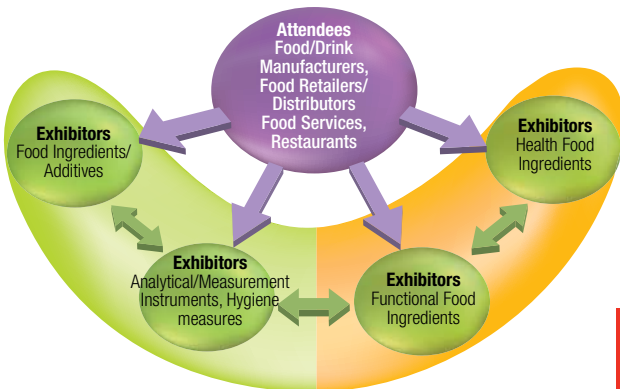 Attendees
Food/Drink
Manufacturers,
Food Retailers/
Distributors
Food Services,
Restaurants
Exhibitors
Food Ingredients/
Additives
Exhibitors
Health Food
Ingredients
Exhibitors
Analytical/Measurement
Instruments, Hygiene
measures
Exhibitors
Functional Food
Ingredients